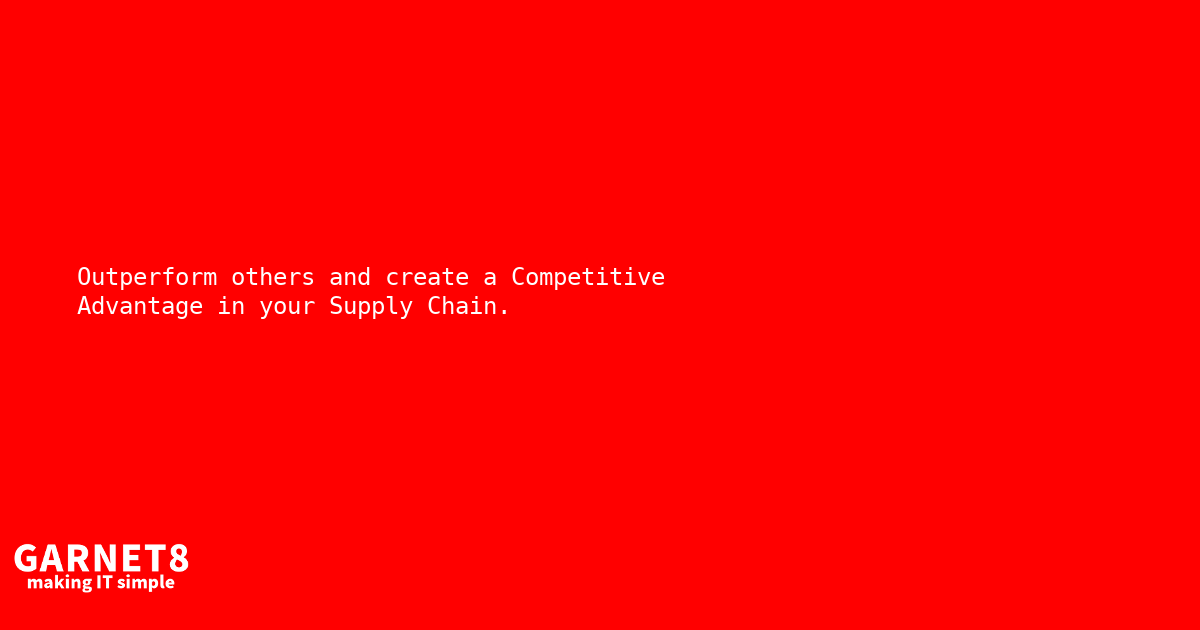 Outperform others and create a Competitive
Advantage in your Supply Chain.
GARNET8
making IT simple